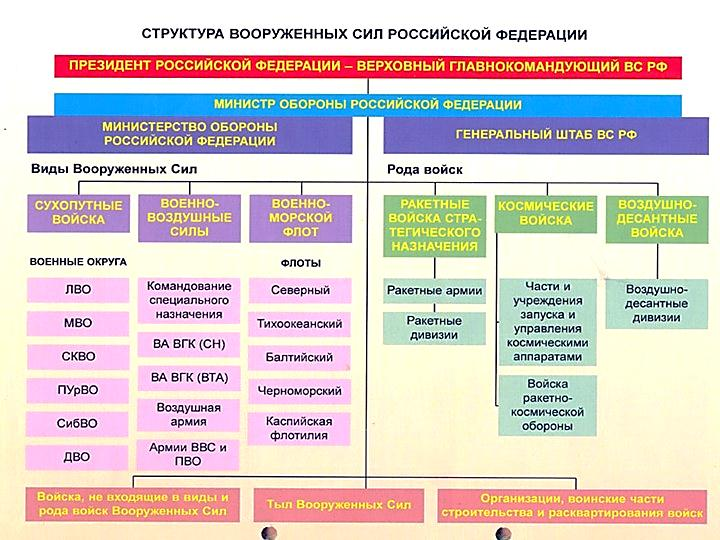 СТРУКТУРА ВООРУЖЕННЫХ СИЛ РОССИЙСКОЙ ФЕДЕРАЦИИ
ПРЕЗИДЕНТ РОССИЙСКОЙ ФЕДЕРАЦИИ – ВЕРХОВНЫЙ ГЛАВНОКОМАНДУЮЩИЙ ВС РФ
МИНИСТР ОБОРОНЫ РОССИЙСКОЙ ФЕДЕРАЦИИ
МИНИСТЕРСТВО ОБОРОНЫ
РОССИЙСКОЙ ФЕДЕРАЦИИ
ГЕНЕРАЛЬНЫЙ ШТАБ ВС РФ
Виды Вооруженных Сил
Рода войск
СУХОПУТНЫЕ
ВОЙСКА
ВОЕННО-
ВОЗДУШНЫЕ
СИЛЫ
ВОЕННО-
МОРСКОЙ
ФЛОТ
РАКЕТНЫЕ
ВОЙСКА СТРА-
ТЕГИЧЕСКОГО
НАЗНАЧЕНИЯ
КОСМИЧЕСКИЕ
ВОЙСКА
ВОЗДУШНО-
ДЕСАНТНЫЕ
ВОЙСКА
ВОЕННЫЕ ОКРУГА
ЛВО
МВО
СКВО
ПУрВО
СибВО
ДВО
Командование
специального
назначения
ВА ВГК (СН)
ВА ВГК (ВТА)
Воздушная
армия
Армии ВВС и
ПВО
ФЛОТЫ
Северный
Тихоокеанский
Балтийский
Черноморский
Каспийская
флотилия
Ракетные армии
Ракетные
дивизии
Части и
учреждения
запуска и
управления
космическими
аппаратами
Войска
ракетно-
космической
обороны
Воздушно-
десантные
дивизии
Войска, не входящие в виды и
рода войск Вооруженных Сил
Тыл Вооруженных Сил
Организации, воинские части
строительства и расквартирования войск